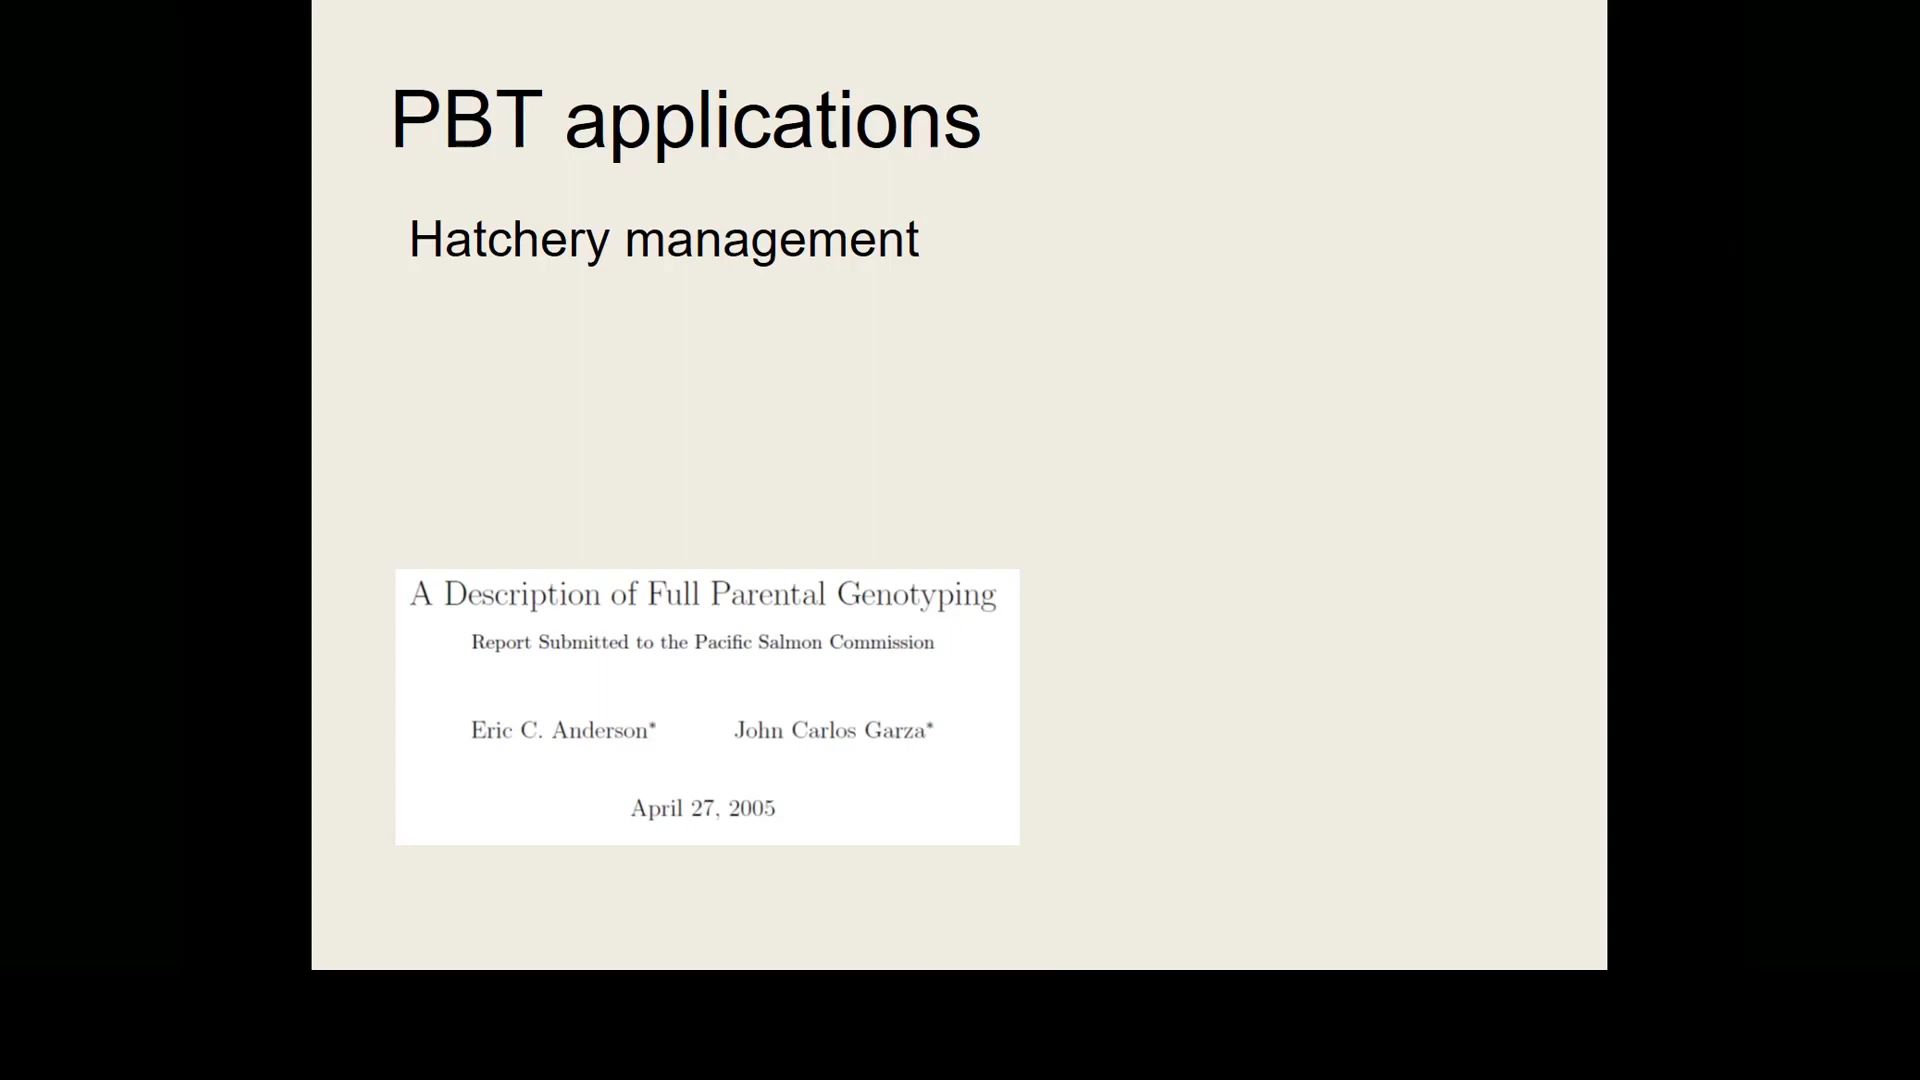 PBT applications
Hatchery management
A Description of Full Parental Genotyping
Report Submitted to the Pacific Salmon Commission
Eric C. Anderson* John Carlos Garza*
April 27, 2005